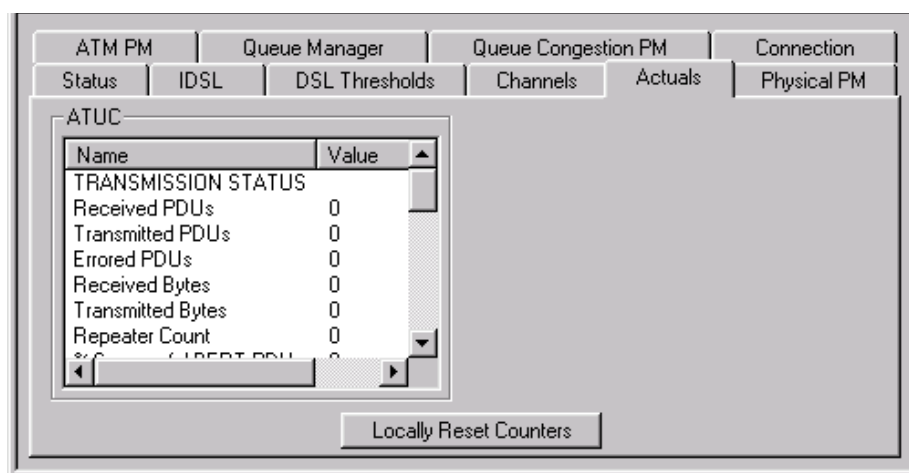 ATM PM Queue Manager Queue Congestion PM Connection
Status IDSL DSL Thresholds Channels Actuals Physical PM
ATUC
Name Value
TRANSMISSION STATUS
Received PDUs 0
Transmitted PDUs 0
Errored PDUs 0
Received Bytes 0
Transmitted Bytes 0
Repeater Count 0
Locally Reset Counters